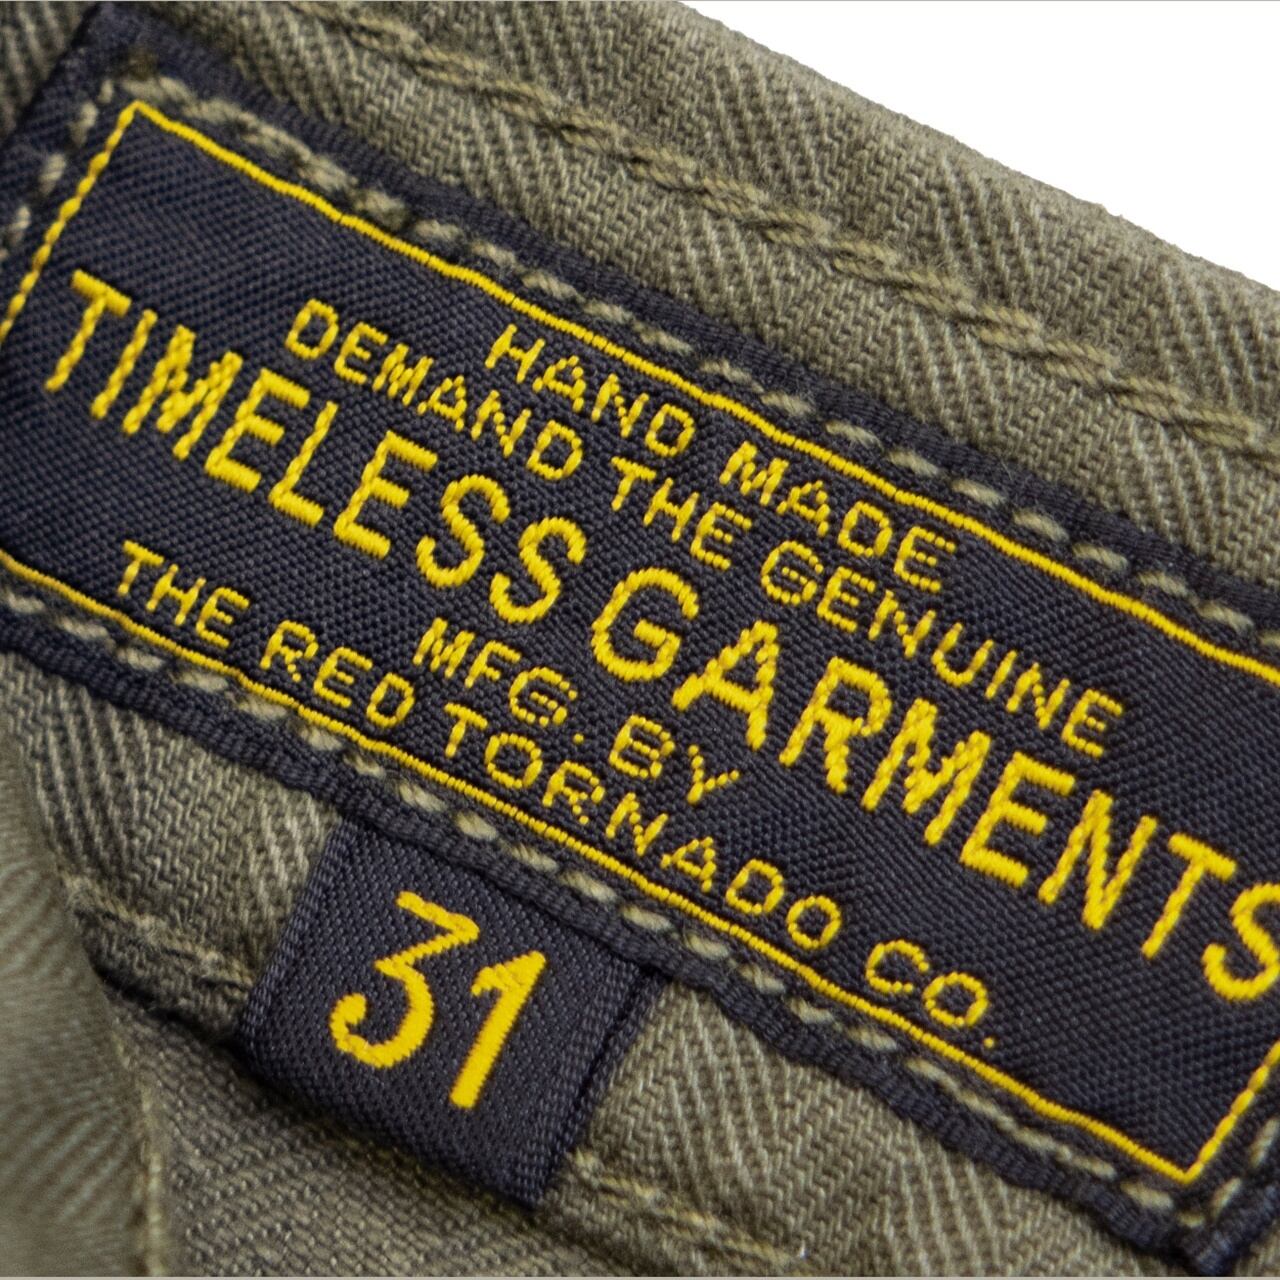 HAND MADE
DEMAND THE GENUINE
TIMELESS GARMENTS
MFG. BY
THE RED TORNADO CO.
31